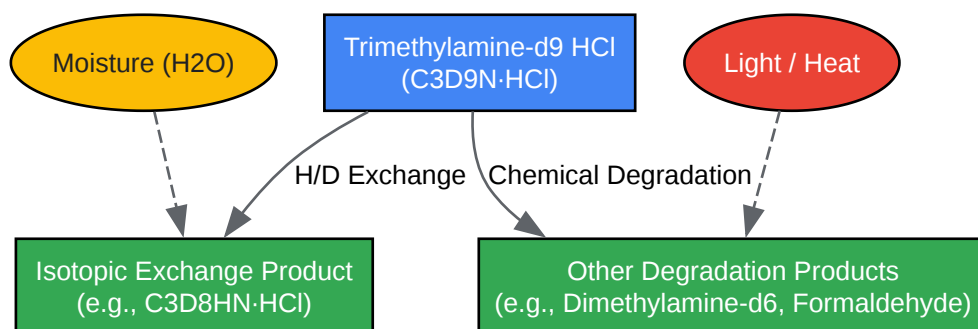 Moisture (H2O)
Trimethylamine-d9 HCl
(C3D9N·HCl)
Light / Heat
H/D Exchange
Chemical Degradation
Isotopic Exchange Product
(e.g., C3D8HN·HCl)
Other Degradation Products
(e.g., Dimethylamine-d6, Formaldehyde)